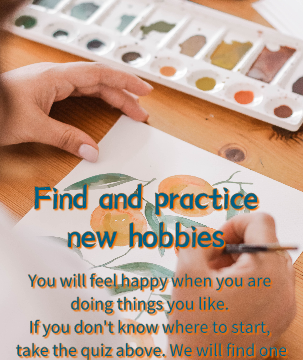 Find and practice
new hobbies
You will feel happy when you are
doing things you like.
If you don't know where to start,
take the quiz above. We will find one